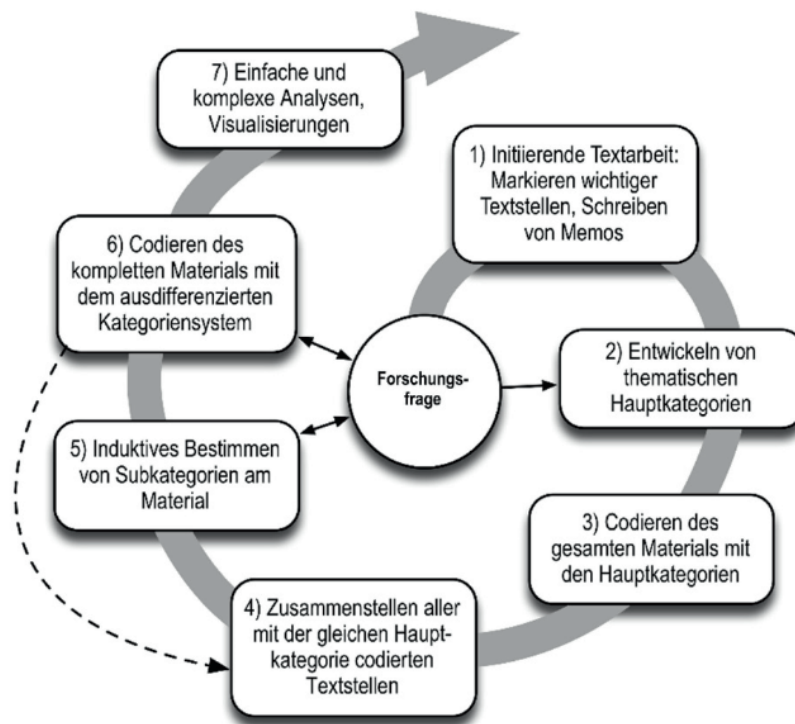 7) Einfache und
komplexe Analysen,
Visualisierungen
1) Initiierende Textarbeit:
Markieren wichtiger
Textstellen, Schreiben
von Memos
6) Codieren des
kompletten Materials mit
dem ausdifferenzierten
Kategoriensystem
Forschungs-
frage
2) Entwickeln von
thematischen
Hauptkategorien
5) Induktives Bestimmen
von Subkategorien am
Material
3) Codieren des
gesamten Materials mit
den Hauptkategorien
4) Zusammenstellen aller
mit der gleichen Haupt-
kategorie codierten
Textstellen